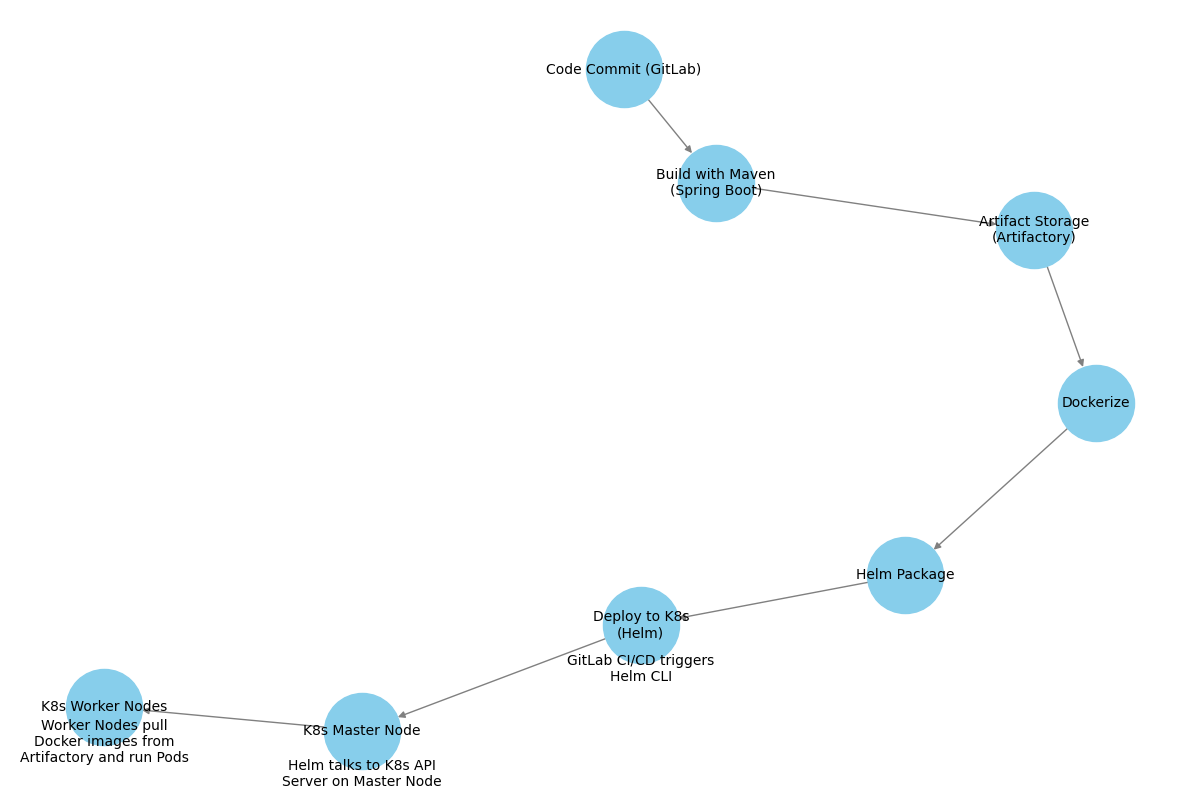 Code Commit (GitLab)
Build with Maven
(Spring Boot)
Artifact Storage
(Artifactory)
Dockerize
Helm Package
Deploy to K8s
(Helm)
GitLab CI/CD triggers
Helm CLI
K8s Master Node
Helm talks to K8s API
Server on Master Node
K8s Worker Nodes
Worker Nodes pull
Docker images from
Artifactory and run Pods